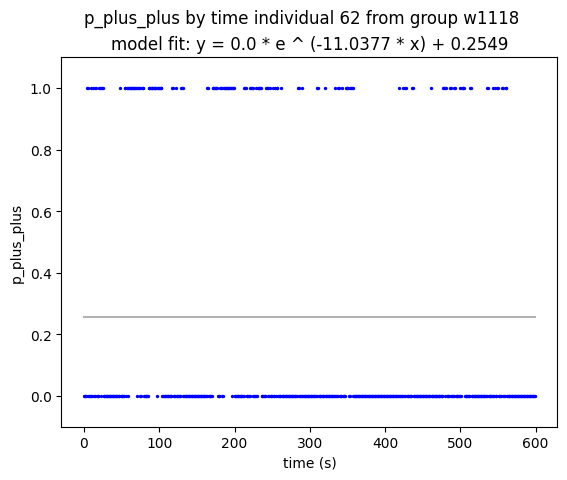 p_plus_plus by time individual 62 from group w1118
model fit: y = 0.0 * e ^ (-11.0377 * x) + 0.2549
1.0
0.8
0.6
0.4
0.2
0.0
p_plus_plus
0 100 200 300 400 500 600
time (s)